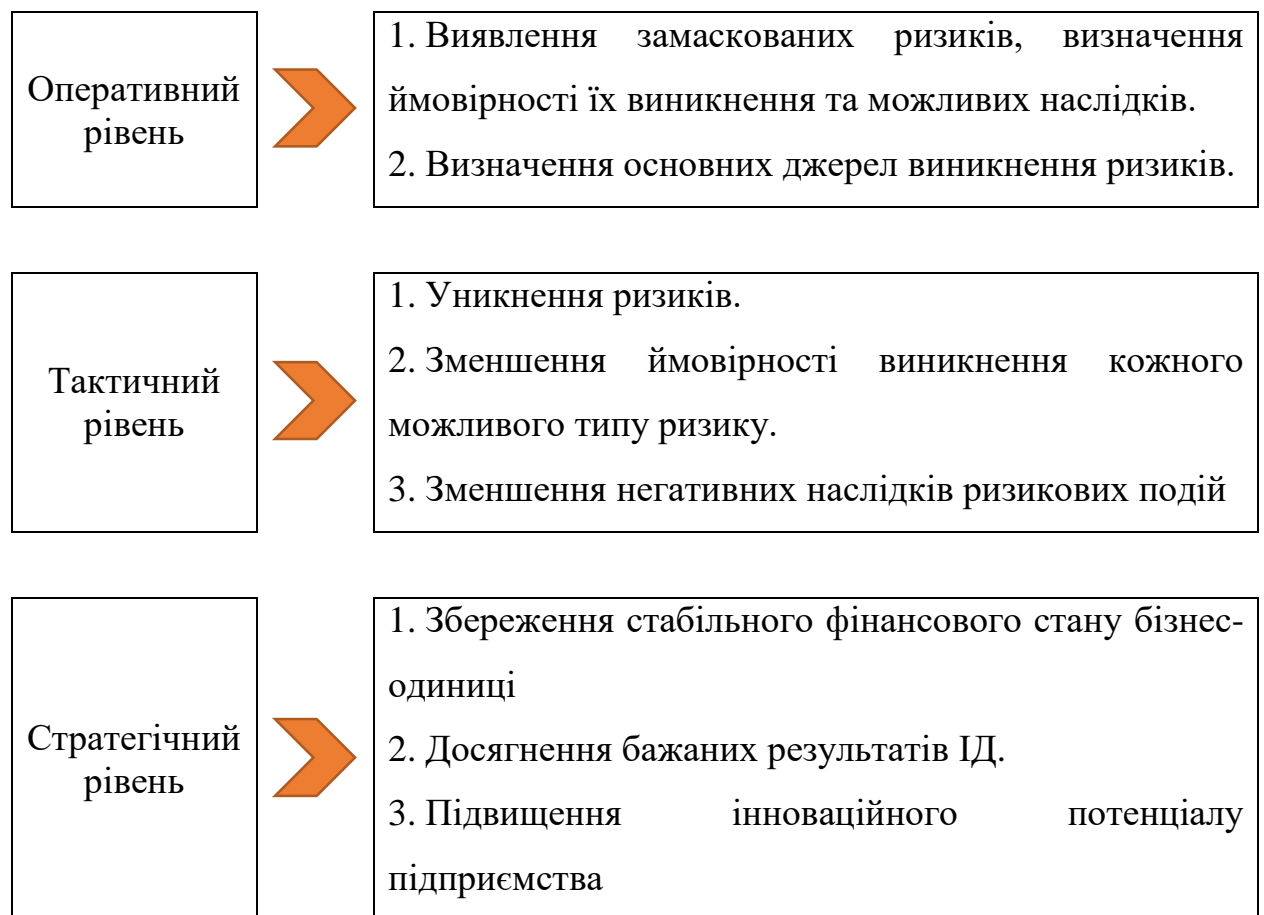 Оперативний
рівень
1. Виявлення замаскованих ризиків, визначення
ймовірності їх виникнення та можливих наслідків.
2. Визначення основних джерел виникнення ризиків.
Тактичний
рівень
1. Уникнення ризиків.
2. Зменшення ймовірності виникнення кожного
можливого типу ризику.
3. Зменшення негативних наслідків ризикових подій
Стратегічний
рівень
1. Збереження стабільного фінансового стану бізнес-
одиниці
2. Досягнення бажаних результатів ІД.
3. Підвищення інноваційного потенціалу
підприємства